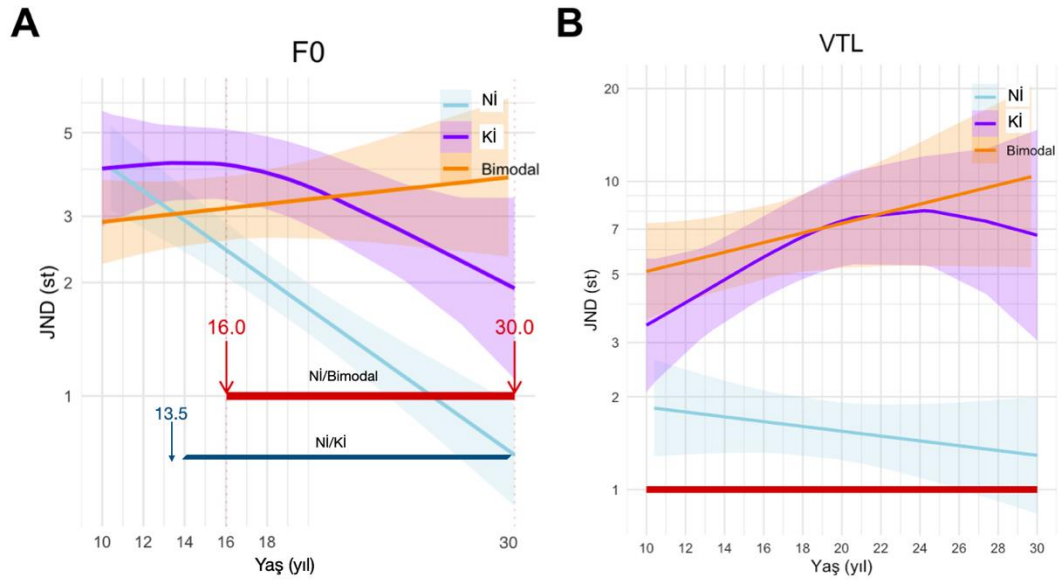 A
F0
Nİ
Kİ
Bimodal
JND (st)
5
3
2
1
16.0
30.0
Nİ/Bimodal
13.5
Nİ/Kİ
10 12 14 16 18 30
Yaş (yıl)
B
VTL
Nİ
Kİ
Bimodal
JND (st)
20
10
7
5
3
2
1
10 12 14 16 18 20 22 24 26 28 30
Yaş (yıl)